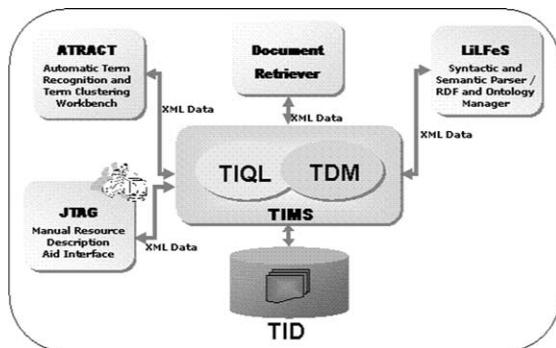 ATRACT
Automatic Term
Recognition and
Term Clustering
Workbench
Document
Retriever
LiLFeS
Syntactic and
Semantic Parser /
RDF and Ontology
Manager
XML Data
XML Data
XML Data
TIQL
TDM
TIMS
JTAG
Manual Resource
Description
Aid Interface
XML Data
TID